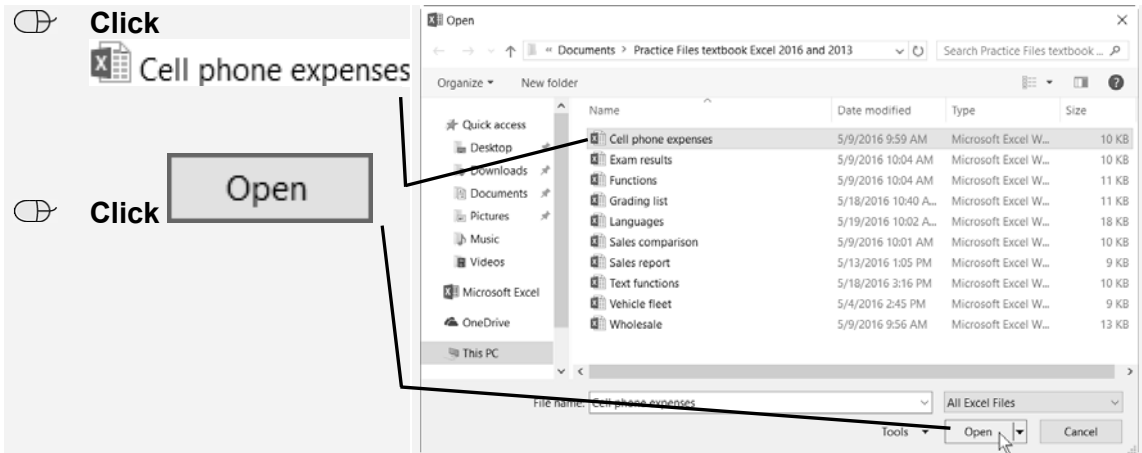 Click
Cell phone expenses
Open
Click
Open
« Documents > Practice Files textbook Excel 2016 and 2013
Search Practice Files textbook ...
Organize
New folder
Name Date modified Type Size
Quick access
Desktop
Downloads
Documents
Pictures
Music
Videos
Microsoft Excel
OneDrive
This PC
Cell phone expenses 5/9/2016 9:59 AM Microsoft Excel W... 10 KB
Exam results 5/9/2016 10:04 AM Microsoft Excel W... 10 KB
Functions 5/9/2016 10:04 AM Microsoft Excel W... 11 KB
Grading list 5/18/2016 10:40 A... Microsoft Excel W... 11 KB
Languages 5/19/2016 10:02 A... Microsoft Excel W... 18 KB
Sales comparison 5/9/2016 10:01 AM Microsoft Excel W... 10 KB
Sales report 5/13/2016 1:05 PM Microsoft Excel W... 9 KB
Text functions 5/18/2016 3:16 PM Microsoft Excel W... 10 KB
Vehicle fleet 5/4/2016 2:45 PM Microsoft Excel W... 9 KB
Wholesale 5/9/2016 9:56 AM Microsoft Excel W... 13 KB
File name: Cell phone expenses All Excel Files
Tools Open Cancel